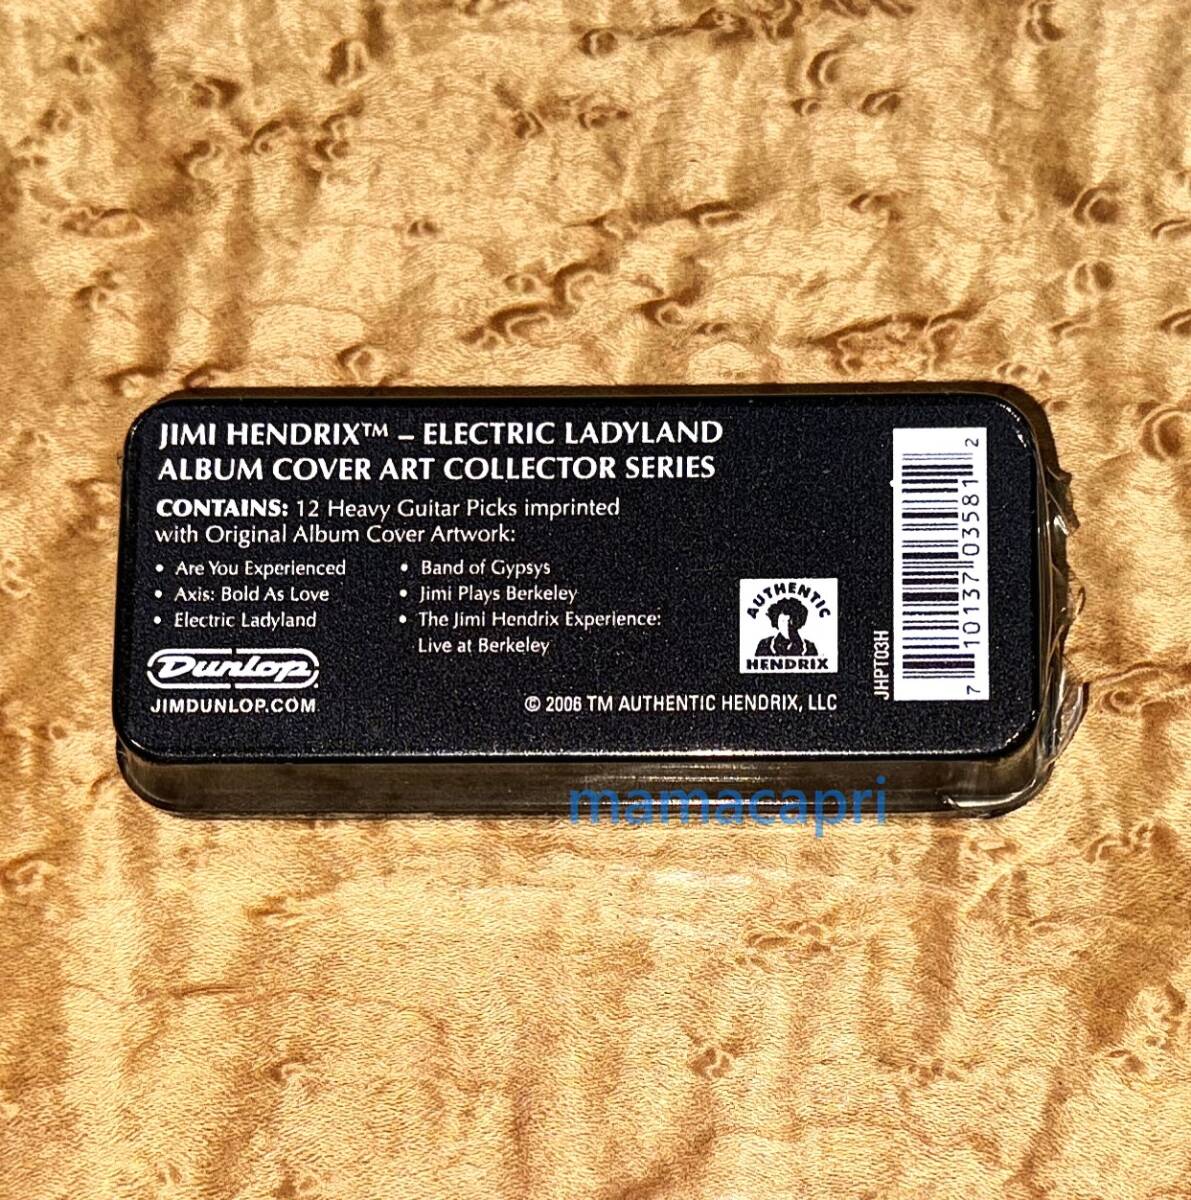 JIMI HENDRIX™ – ELECTRIC LADYLAND
ALBUM COVER ART COLLECTOR SERIES
CONTAINS: 12 Heavy Guitar Picks imprinted
with Original Album Cover Artwork:
• Are You Experienced
• Axis: Bold As Love
• Electric Ladyland
• Band of Gypsys
• Jimi Plays Berkeley
• The Jimi Hendrix Experience:
Live at Berkeley
Dunlop
JIMDUNLOP.COM
AUTHENTIC
HENDRIX
© 2006 TM AUTHENTIC HENDRIX, LLC
JHPT03H
7 10137 03581 2
mamacapri